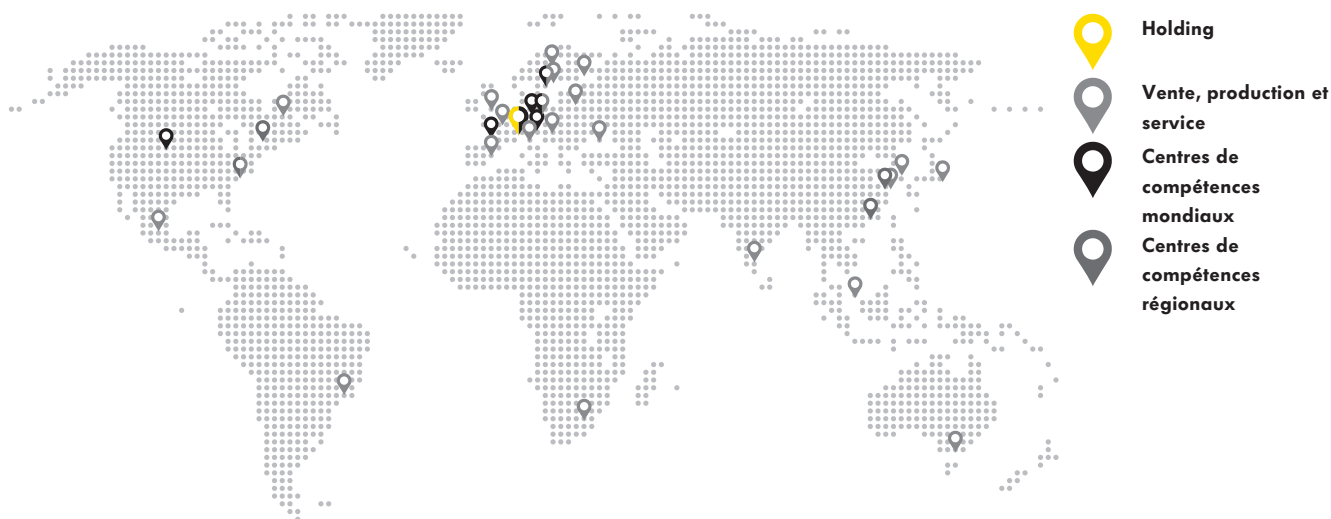 Holding
Vente, production et
service
Centres de
compétences
mondiaux
Centres de
compétences
régionaux